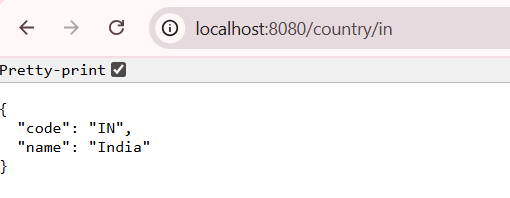 localhost:8080/country/in
Pretty-print
{
  "code": "IN",
  "name": "India"
}